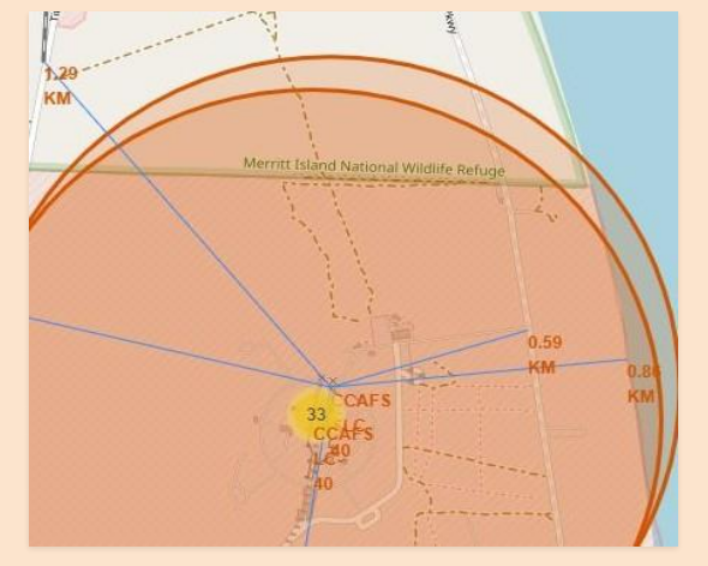 1.29
KM
Merritt Island National Wildlife Refuge
0.59
KM
0.86
KM
33
CCAFS
LC-
40
CCAFS
LC-
40